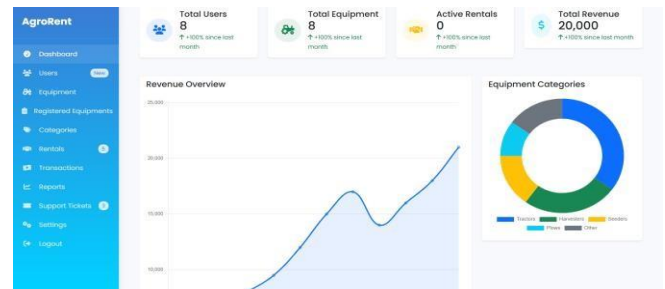 AgroRent
Dashboard
Users New
Equipment
Registered Equipments
Categories
Rentals
Transactions
Reports
Support Tickets
Settings
Logout
Total Users
8
↑ +100% since last
month
Total Equipment
8
↑ +100% since last
month
Active Rentals
0
↑ +100% since last
month
Total Revenue
20,000
↑ +100% since last month
Revenue Overview
25,000
20,000
15,000
10,000
Equipment Categories
Tractors Harvesters Seeders
Plows Other